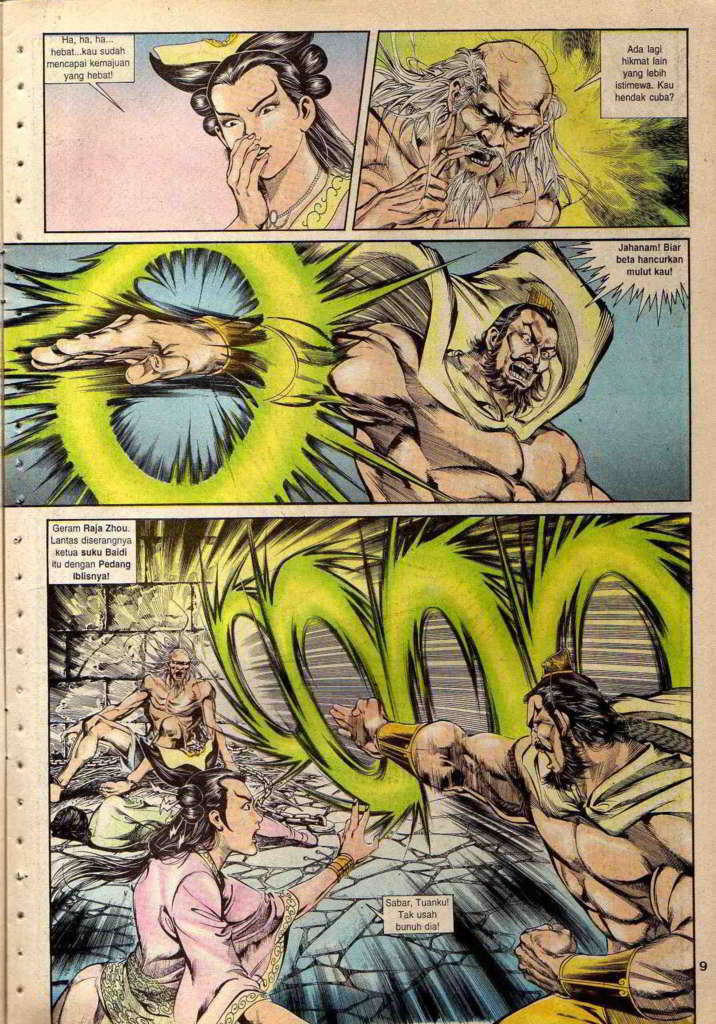 Ha, ha, ha...
hebat...kau sudah
mencapai kemajuan
yang hebat!
Ada lagi
hikmat lain
yang lebih
istimewa. Kau
hendak cuba?
Jahanam! Biar
beta hancurkan
mulut kau!
Geram Raja Zhou.
Lantas diserangnya
ketua suku Baidi
itu dengan Pedang
Iblisnya!
Sabar, Tuanku!
Tak usah
bunuh dia!
9